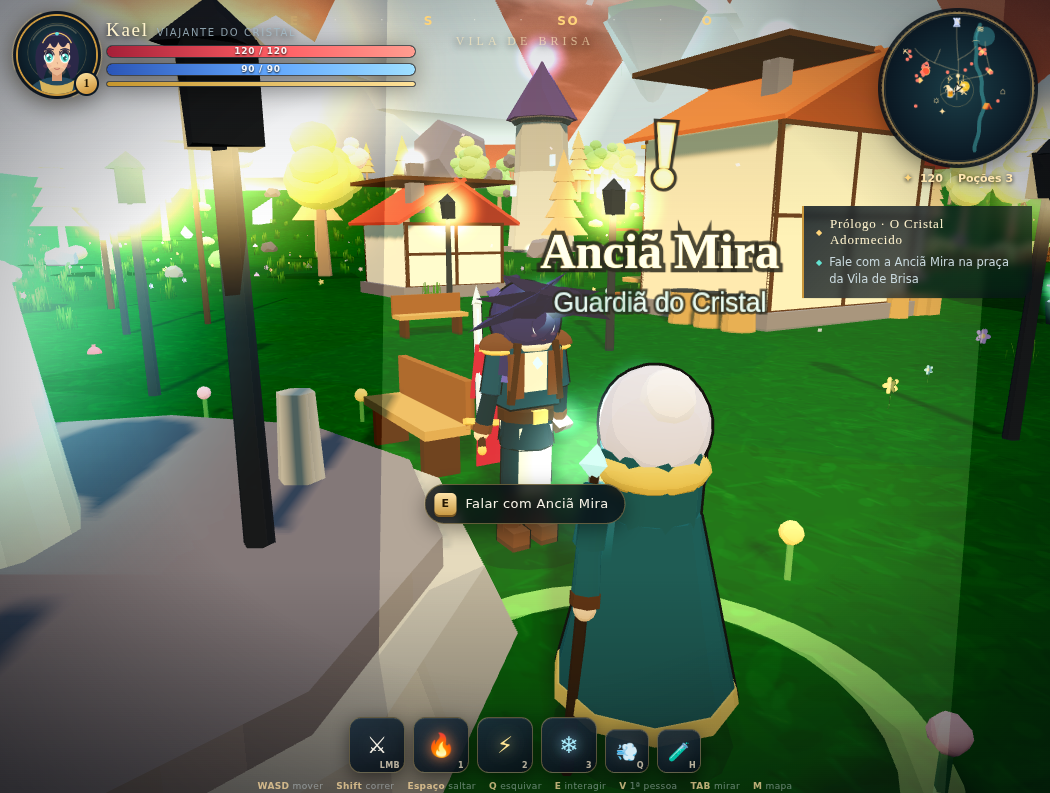 Kael VIAJANTE DO CRISTAL
120 / 120
90 / 90
1
S SO O
VILA DE BRISA
120 Poções 3
Prólogo · O Cristal
Adormecido
Fale com a Anciã Mira na praça
da Vila de Brisa
!
Anciã Mira
Guardiã do Cristal
E Falar com Anciã Mira
LMB 1 2 3 Q H
WASD mover Shift correr Espaço saltar Q esquivar E interagir V 1ª pessoa TAB mirar M mapa